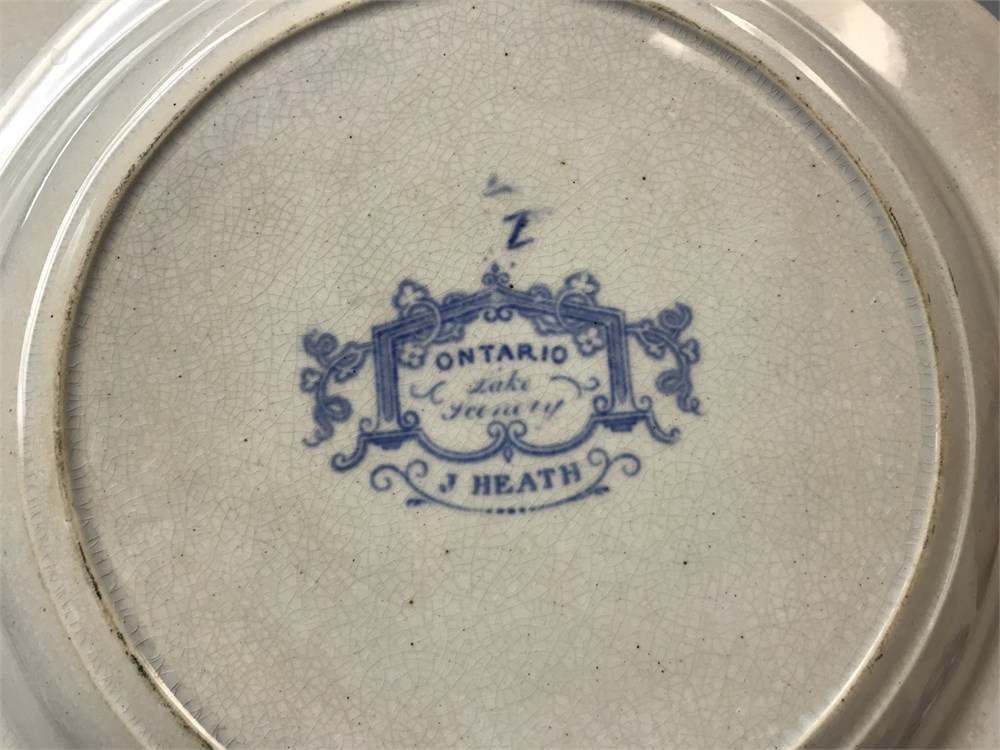 Z
ONTARIO
Lake
Scenery
J HEATH